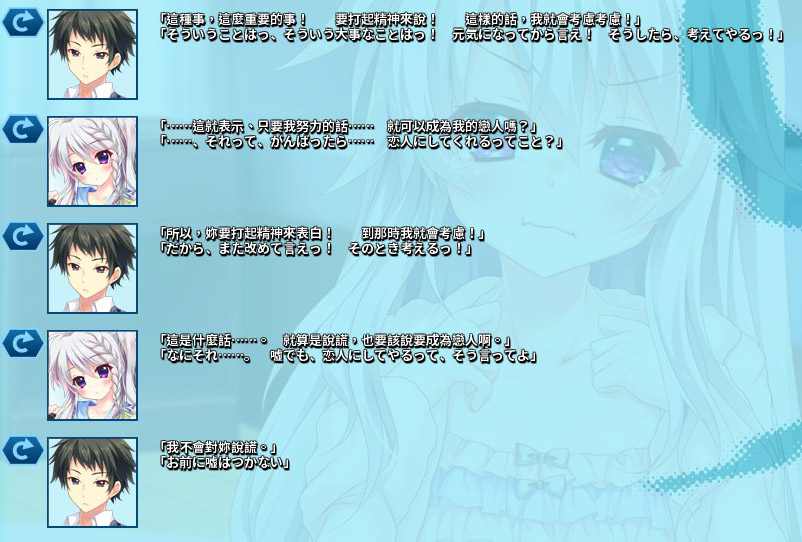 「這種事，這麼重要的事！　　要打起精神來說！　　這樣的話，我就會考慮考慮！」
「そういうことはっ、そういう大事なことはっ！　元気になってから言え！　そうしたら、考えてやるっ！」
「……這就表示、只要我努力的話……　就可以成為我的戀人嗎？」
「……、それって、がんばったら……　恋人にしてくれるってこと？」
「所以，妳要打起精神來表白！　　到那時我就會考慮！」
「だから、また改めて言えっ！　そのとき考えるっ！」
「這是什麼話……。　就算是說謊，也要該說要成為戀人啊。」
「なにそれ……。　嘘でも、恋人にしてやるって、そう言ってよ」
「我不會對妳說謊。」
「お前に嘘はつかない」